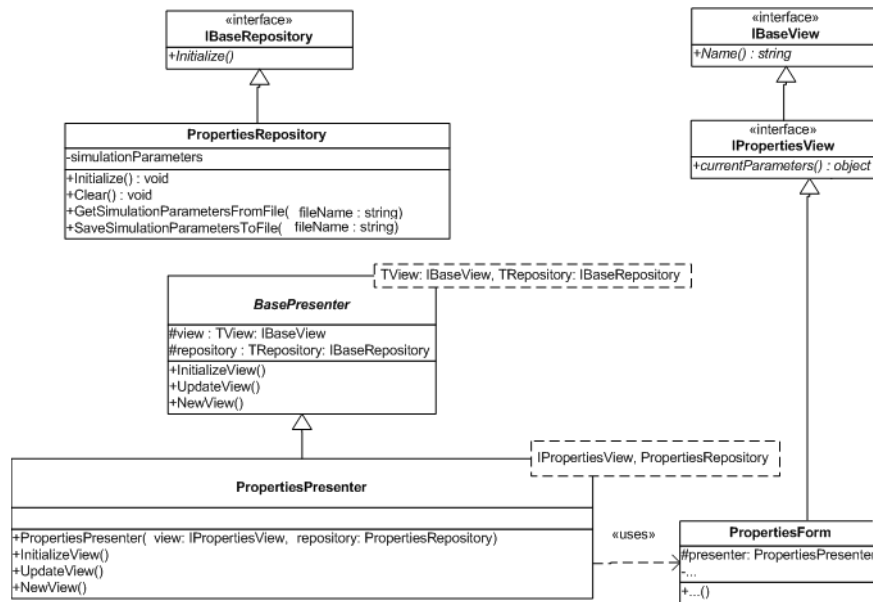 «interface»
IBaseRepository
+Initialize()
«interface»
IBaseView
+Name() : string
PropertiesRepository
-simulationParameters
+Initialize() : void
+Clear() : void
+GetSimulationParametersFromFile( fileName : string)
+SaveSimulationParametersToFile( fileName : string)
«interface»
IPropertiesView
+currentParameters() : object
TView: IBaseView, TRepository: IBaseRepository
BasePresenter
#view : TView: IBaseView
#repository : TRepository: IBaseRepository
+InitializeView()
+UpdateView()
+NewView()
IPropertiesView, PropertiesRepository
PropertiesPresenter
+PropertiesPresenter( view: IPropertiesView, repository: PropertiesRepository)
+InitializeView()
+UpdateView()
+NewView()
«uses»
PropertiesForm
#presenter: PropertiesPresenter
-...
+...()